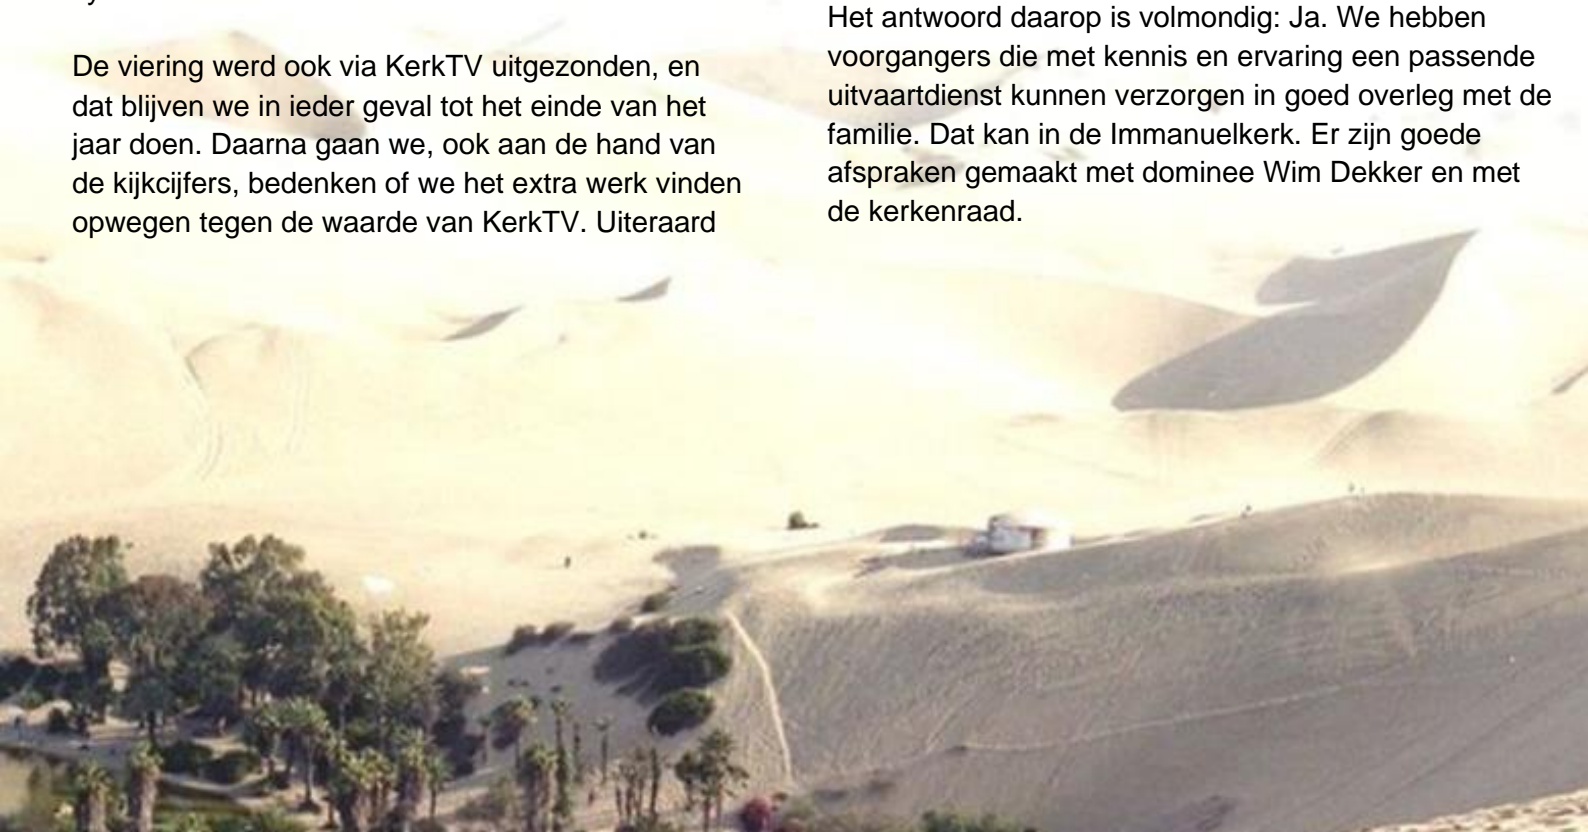 De viering werd ook via KerkTV uitgezonden, en
dat blijven we in ieder geval tot het einde van het
jaar doen. Daarna gaan we, ook aan de hand van
de kijkcijfers, bedenken of we het extra werk vinden
opwegen tegen de waarde van KerkTV. Uiteraard
Het antwoord daarop is volmondig: Ja. We hebben
voorgangers die met kennis en ervaring een passende
uitvaartdienst kunnen verzorgen in goed overleg met de
familie. Dat kan in de Immanuelkerk. Er zijn goede
afspraken gemaakt met dominee Wim Dekker en met
de kerkenraad.